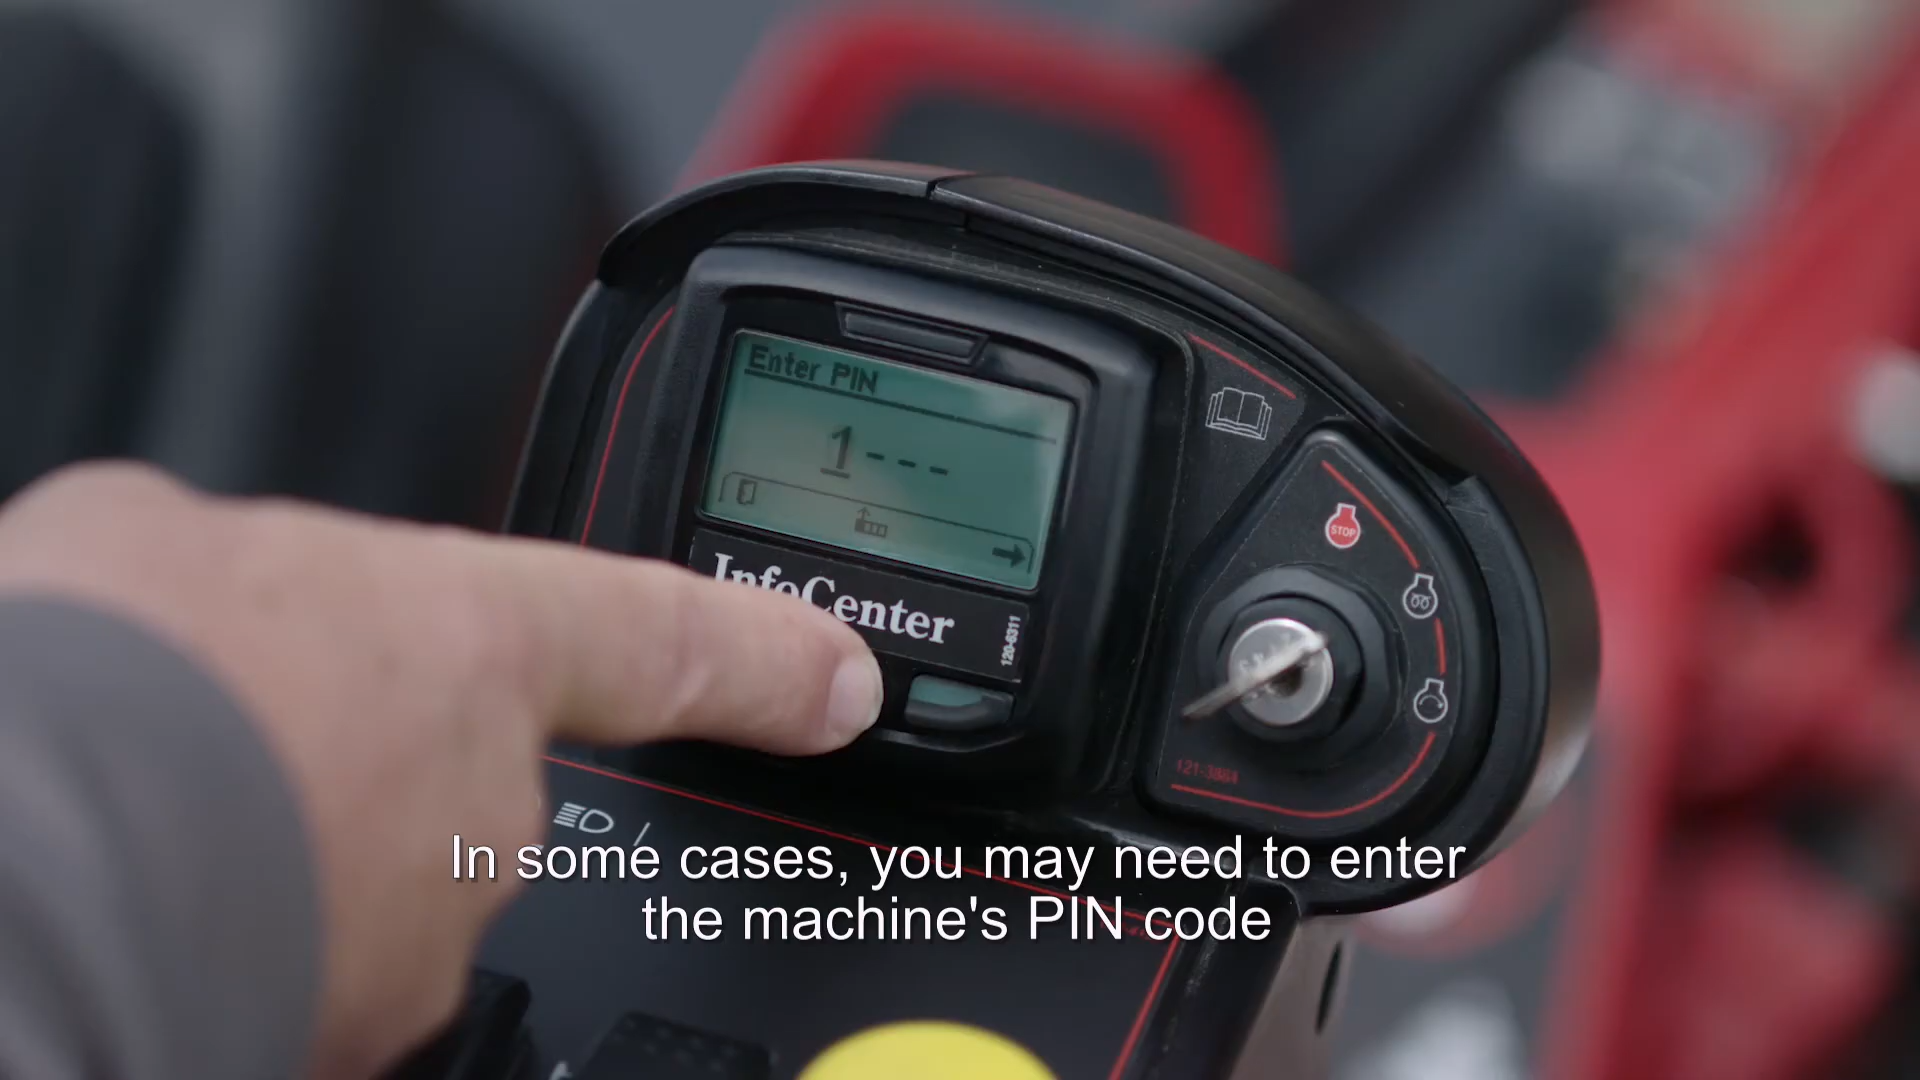 Enter PIN
1---
InfoCenter
120-6311
STOP
121-3884
In some cases, you may need to enter
the machine's PIN code